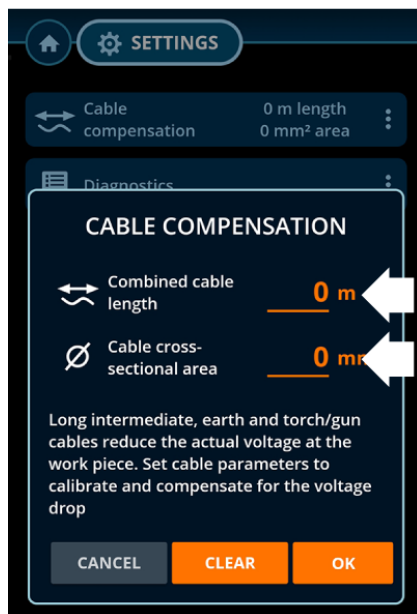 SETTINGS
Cable
compensation
0 m length
0 mm² area
Diagnostics
CABLE COMPENSATION
Combined cable
length
0 m
Cable cross-
sectional area
0
Long intermediate, earth and torch/gun
cables reduce the actual voltage at the
work piece. Set cable parameters to
calibrate and compensate for the voltage
drop
CANCEL
CLEAR
OK